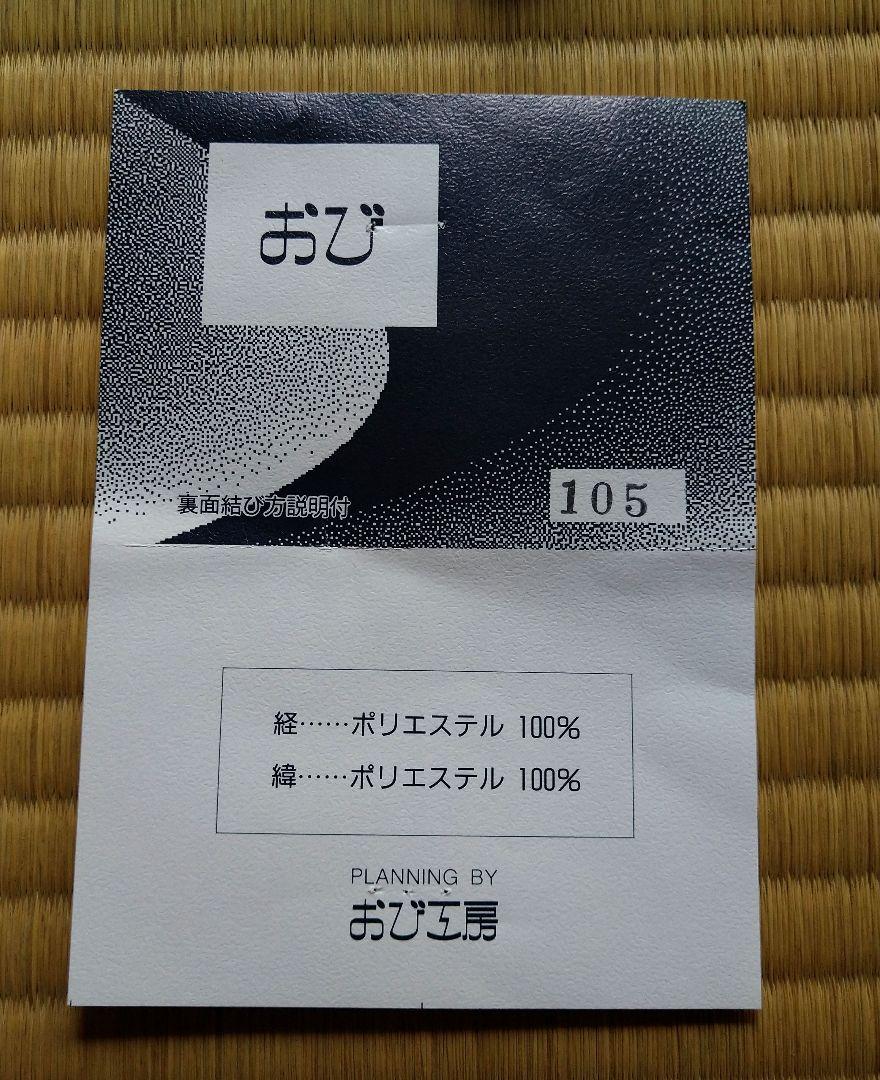 おび
裏面結び方説明付
105
経……ポリエステル 100%
緯……ポリエステル 100%
PLANNING BY
おび工房